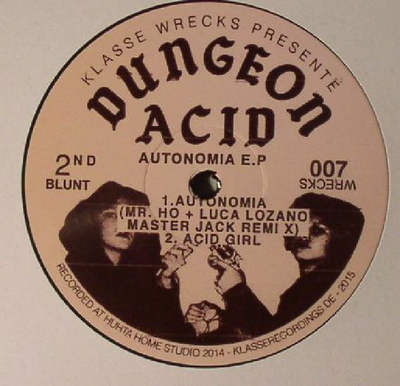 KLASSE WRECKS PRESENTÉ
DUNGEON
ACID
AUTONOMIA E.P
2ND
BLUNT
007
WRECKS
1.AUTONOMIA
(MR. HO + LUCA LOZANO
MASTER JACK REMI X)
2. ACID GIRL
RECORDED AT HUHTA HOME STUDIO 2014 - KLASSERECORDINGS.DE - 2015